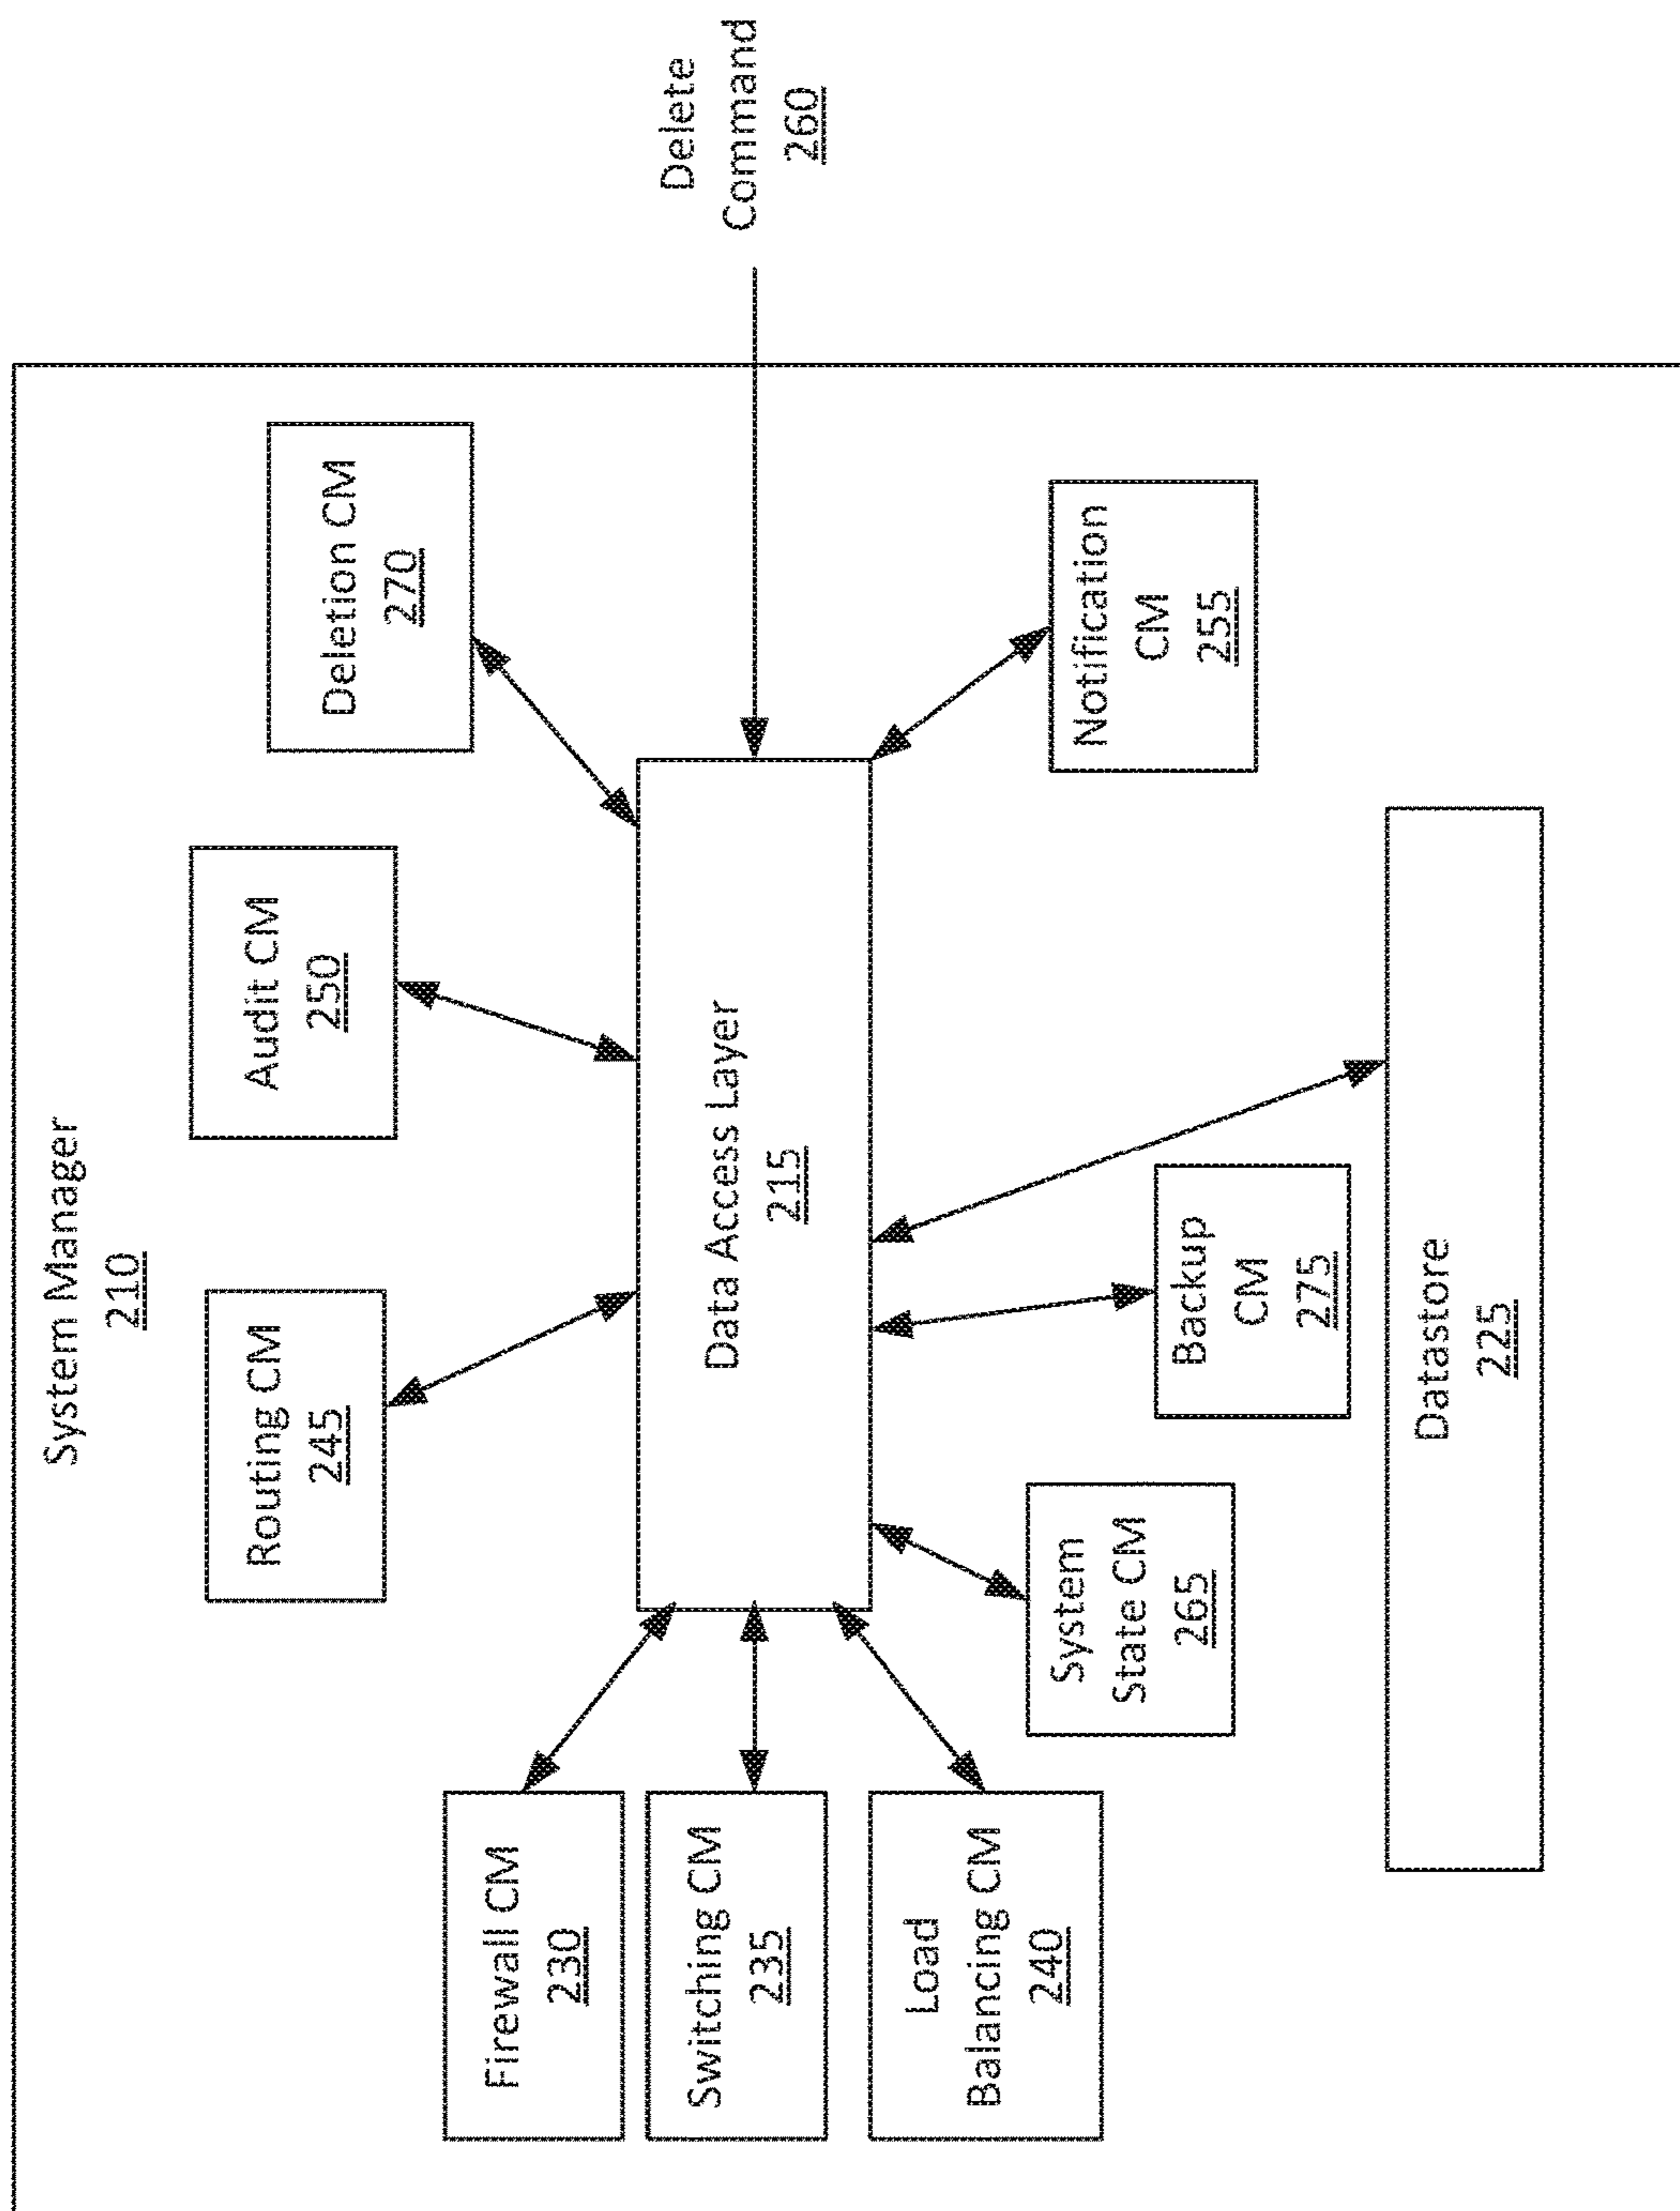 System Manager
210
Routing CM
245
Audit CM
250
Deletion CM
270
Firewall CM
230
Switching CM
235
Load
Balancing CM
240
Data Access Layer
215
Delete
Command
260
System
State CM
265
Backup
CM
275
Notification
CM
255
Datastore
225